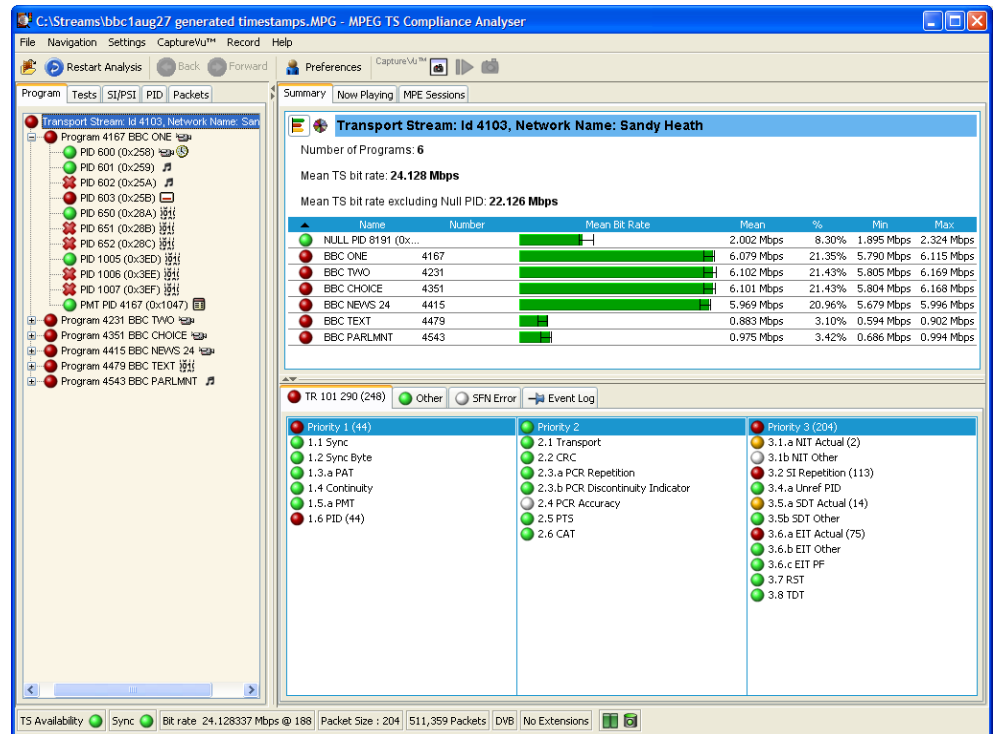 C:\Streams\bbc1aug27 generated timestamps.MPG - MPEG TS Compliance Analyser
File Navigation Settings CaptureVu™ Record Help
Restart Analysis Back Forward Preferences CaptureVu™
Program Tests SI/PSI PID Packets
Transport Stream: Id 4103, Network Name: San
Program 4167 BBC ONE
PID 600 (0x258)
PID 601 (0x259)
PID 602 (0x25A)
PID 603 (0x25B)
PID 650 (0x28A)
PID 651 (0x28B)
PID 652 (0x28C)
PID 1005 (0x3ED)
PID 1006 (0x3EE)
PID 1007 (0x3EF)
PMT PID 4167 (0x1047)
Program 4231 BBC TWO
Program 4351 BBC CHOICE
Program 4415 BBC NEWS 24
Program 4479 BBC TEXT
Program 4543 BBC PARLMNT
Summary Now Playing MPE Sessions
Transport Stream: Id 4103, Network Name: Sandy Heath
Number of Programs: 6
Mean TS bit rate: 24.128 Mbps
Mean TS bit rate excluding Null PID: 22.126 Mbps
Name Number Mean Bit Rate Mean % Min Max
NULL PID 8191 (0x... 2.002 Mbps 8.30% 1.895 Mbps 2.324 Mbps
BBC ONE 4167 6.079 Mbps 21.35% 5.790 Mbps 6.115 Mbps
BBC TWO 4231 6.102 Mbps 21.43% 5.805 Mbps 6.169 Mbps
BBC CHOICE 4351 6.101 Mbps 21.43% 5.804 Mbps 6.168 Mbps
BBC NEWS 24 4415 5.969 Mbps 20.96% 5.679 Mbps 5.996 Mbps
BBC TEXT 4479 0.883 Mbps 3.10% 0.594 Mbps 0.902 Mbps
BBC PARLMNT 4543 0.975 Mbps 3.42% 0.686 Mbps 0.994 Mbps
TR 101 290 (248) Other SFN Error Event Log
Priority 1 (44)
1.1 Sync
1.2 Sync Byte
1.3.a PAT
1.4 Continuity
1.5.a PMT
1.6 PID (44)
Priority 2
2.1 Transport
2.2 CRC
2.3.a PCR Repetition
2.3.b PCR Discontinuity Indicator
2.4 PCR Accuracy
2.5 PTS
2.6 CAT
Priority 3 (204)
3.1.a NIT Actual (2)
3.1b NIT Other
3.2 SI Repetition (113)
3.4.a Unref PID
3.5.a SDT Actual (14)
3.5b SDT Other
3.6.a EIT Actual (75)
3.6.b EIT Other
3.6.c EIT PF
3.7 RST
3.8 TDT
TS Availability Sync Bit rate 24.128337 Mbps @ 188 Packet Size : 204 511,359 Packets DVB No Extensions